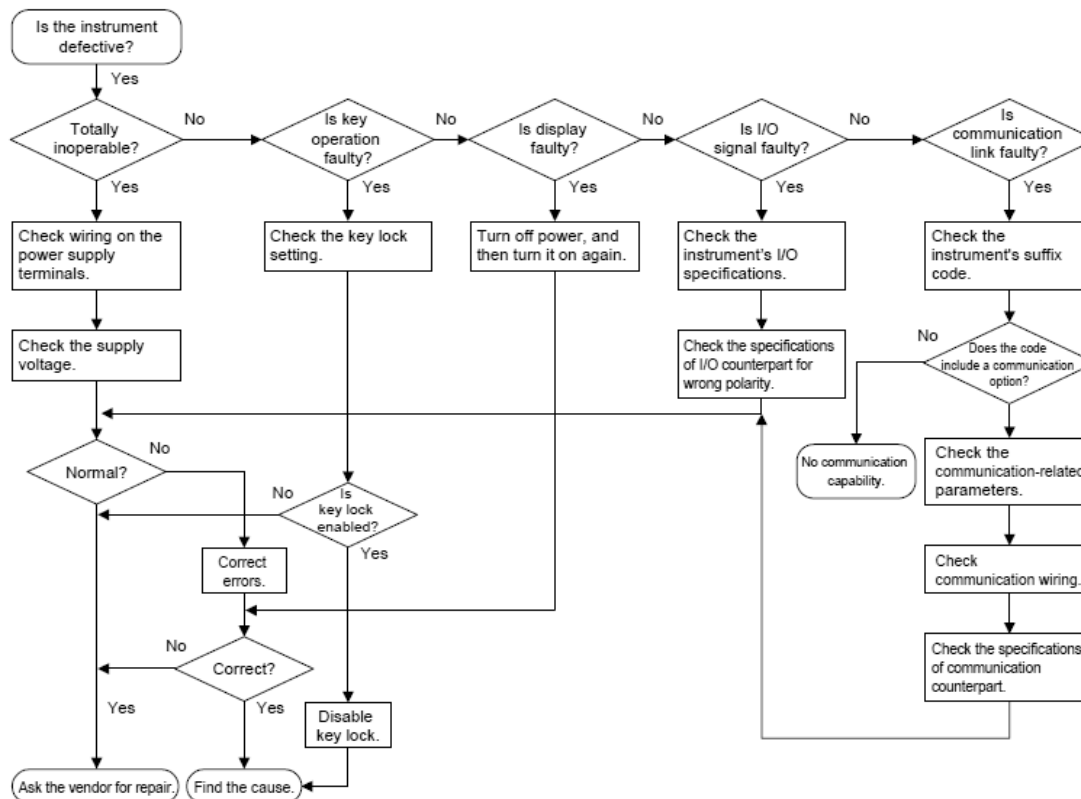 Is the instrument
defective?
Yes
Totally
inoperable?
No
Is key
operation
faulty?
No
Is display
faulty?
No
Is I/O
signal faulty?
No
Is
communication
link faulty?
Yes
Yes
Yes
Yes
Yes
Check wiring on the
power supply
terminals.
Check the key lock
setting.
Turn off power, and
then turn it on again.
Check the
instrument's I/O
specifications.
Check the
instrument's suffix
code.
Check the supply
voltage.
Check the specifications
of I/O counterpart for
wrong polarity.
No
Does the code
include a communication
option?
Normal?
No
No communication
capability.
Check the
communication-related
parameters.
No
Is
key lock
enabled?
Yes
Correct
errors.
Check
communication wiring.
No
Correct?
Check the specifications
of communication
counterpart.
Yes
Yes
Disable
key lock.
Ask the vendor for repair.
Find the cause.